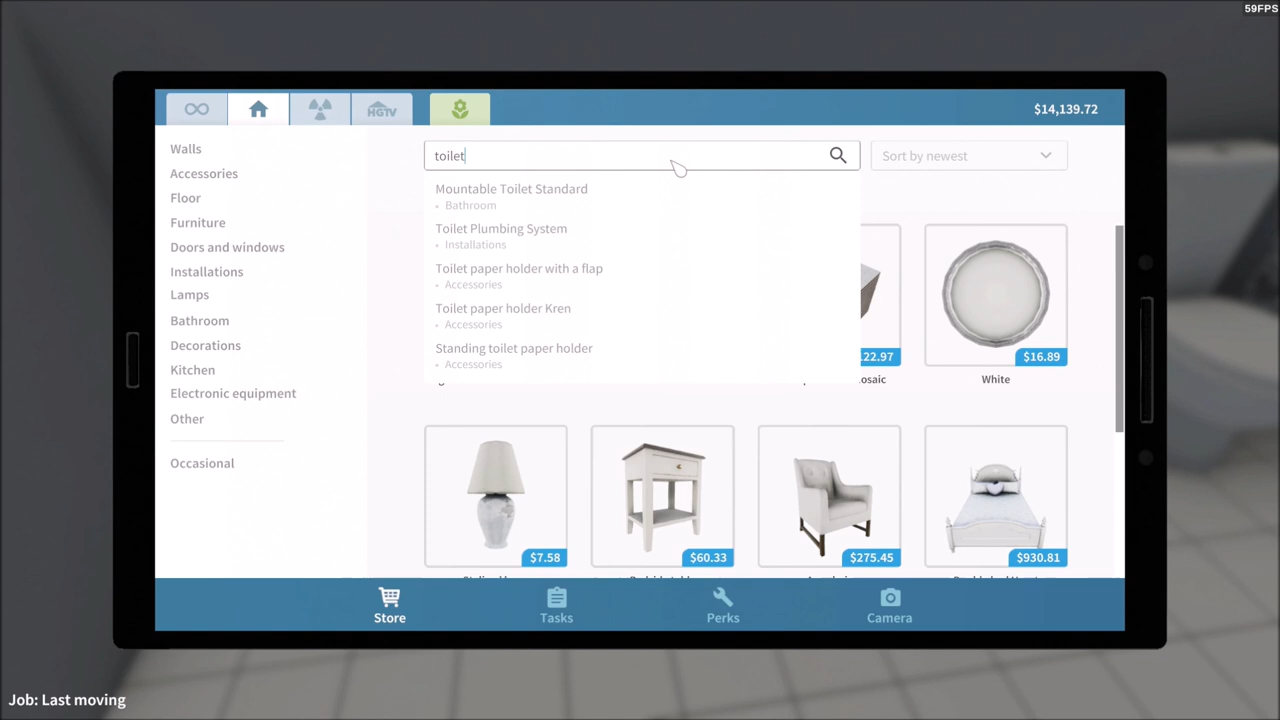 59FPS
HGTV
$14,139.72
Walls
Accessories
Floor
Furniture
Doors and windows
Installations
Lamps
Bathroom
Decorations
Kitchen
Electronic equipment
Other
Occasional
toilet
Sort by newest
Mountable Toilet Standard
• Bathroom
Toilet Plumbing System
• Installations
Toilet paper holder with a flap
• Accessories
Toilet paper holder Kren
• Accessories
Standing toilet paper holder
• Accessories
22.97
$16.89
osaic
White
$7.58
$60.33
$275.45
$930.81
Store
Tasks
Perks
Camera
Job: Last moving